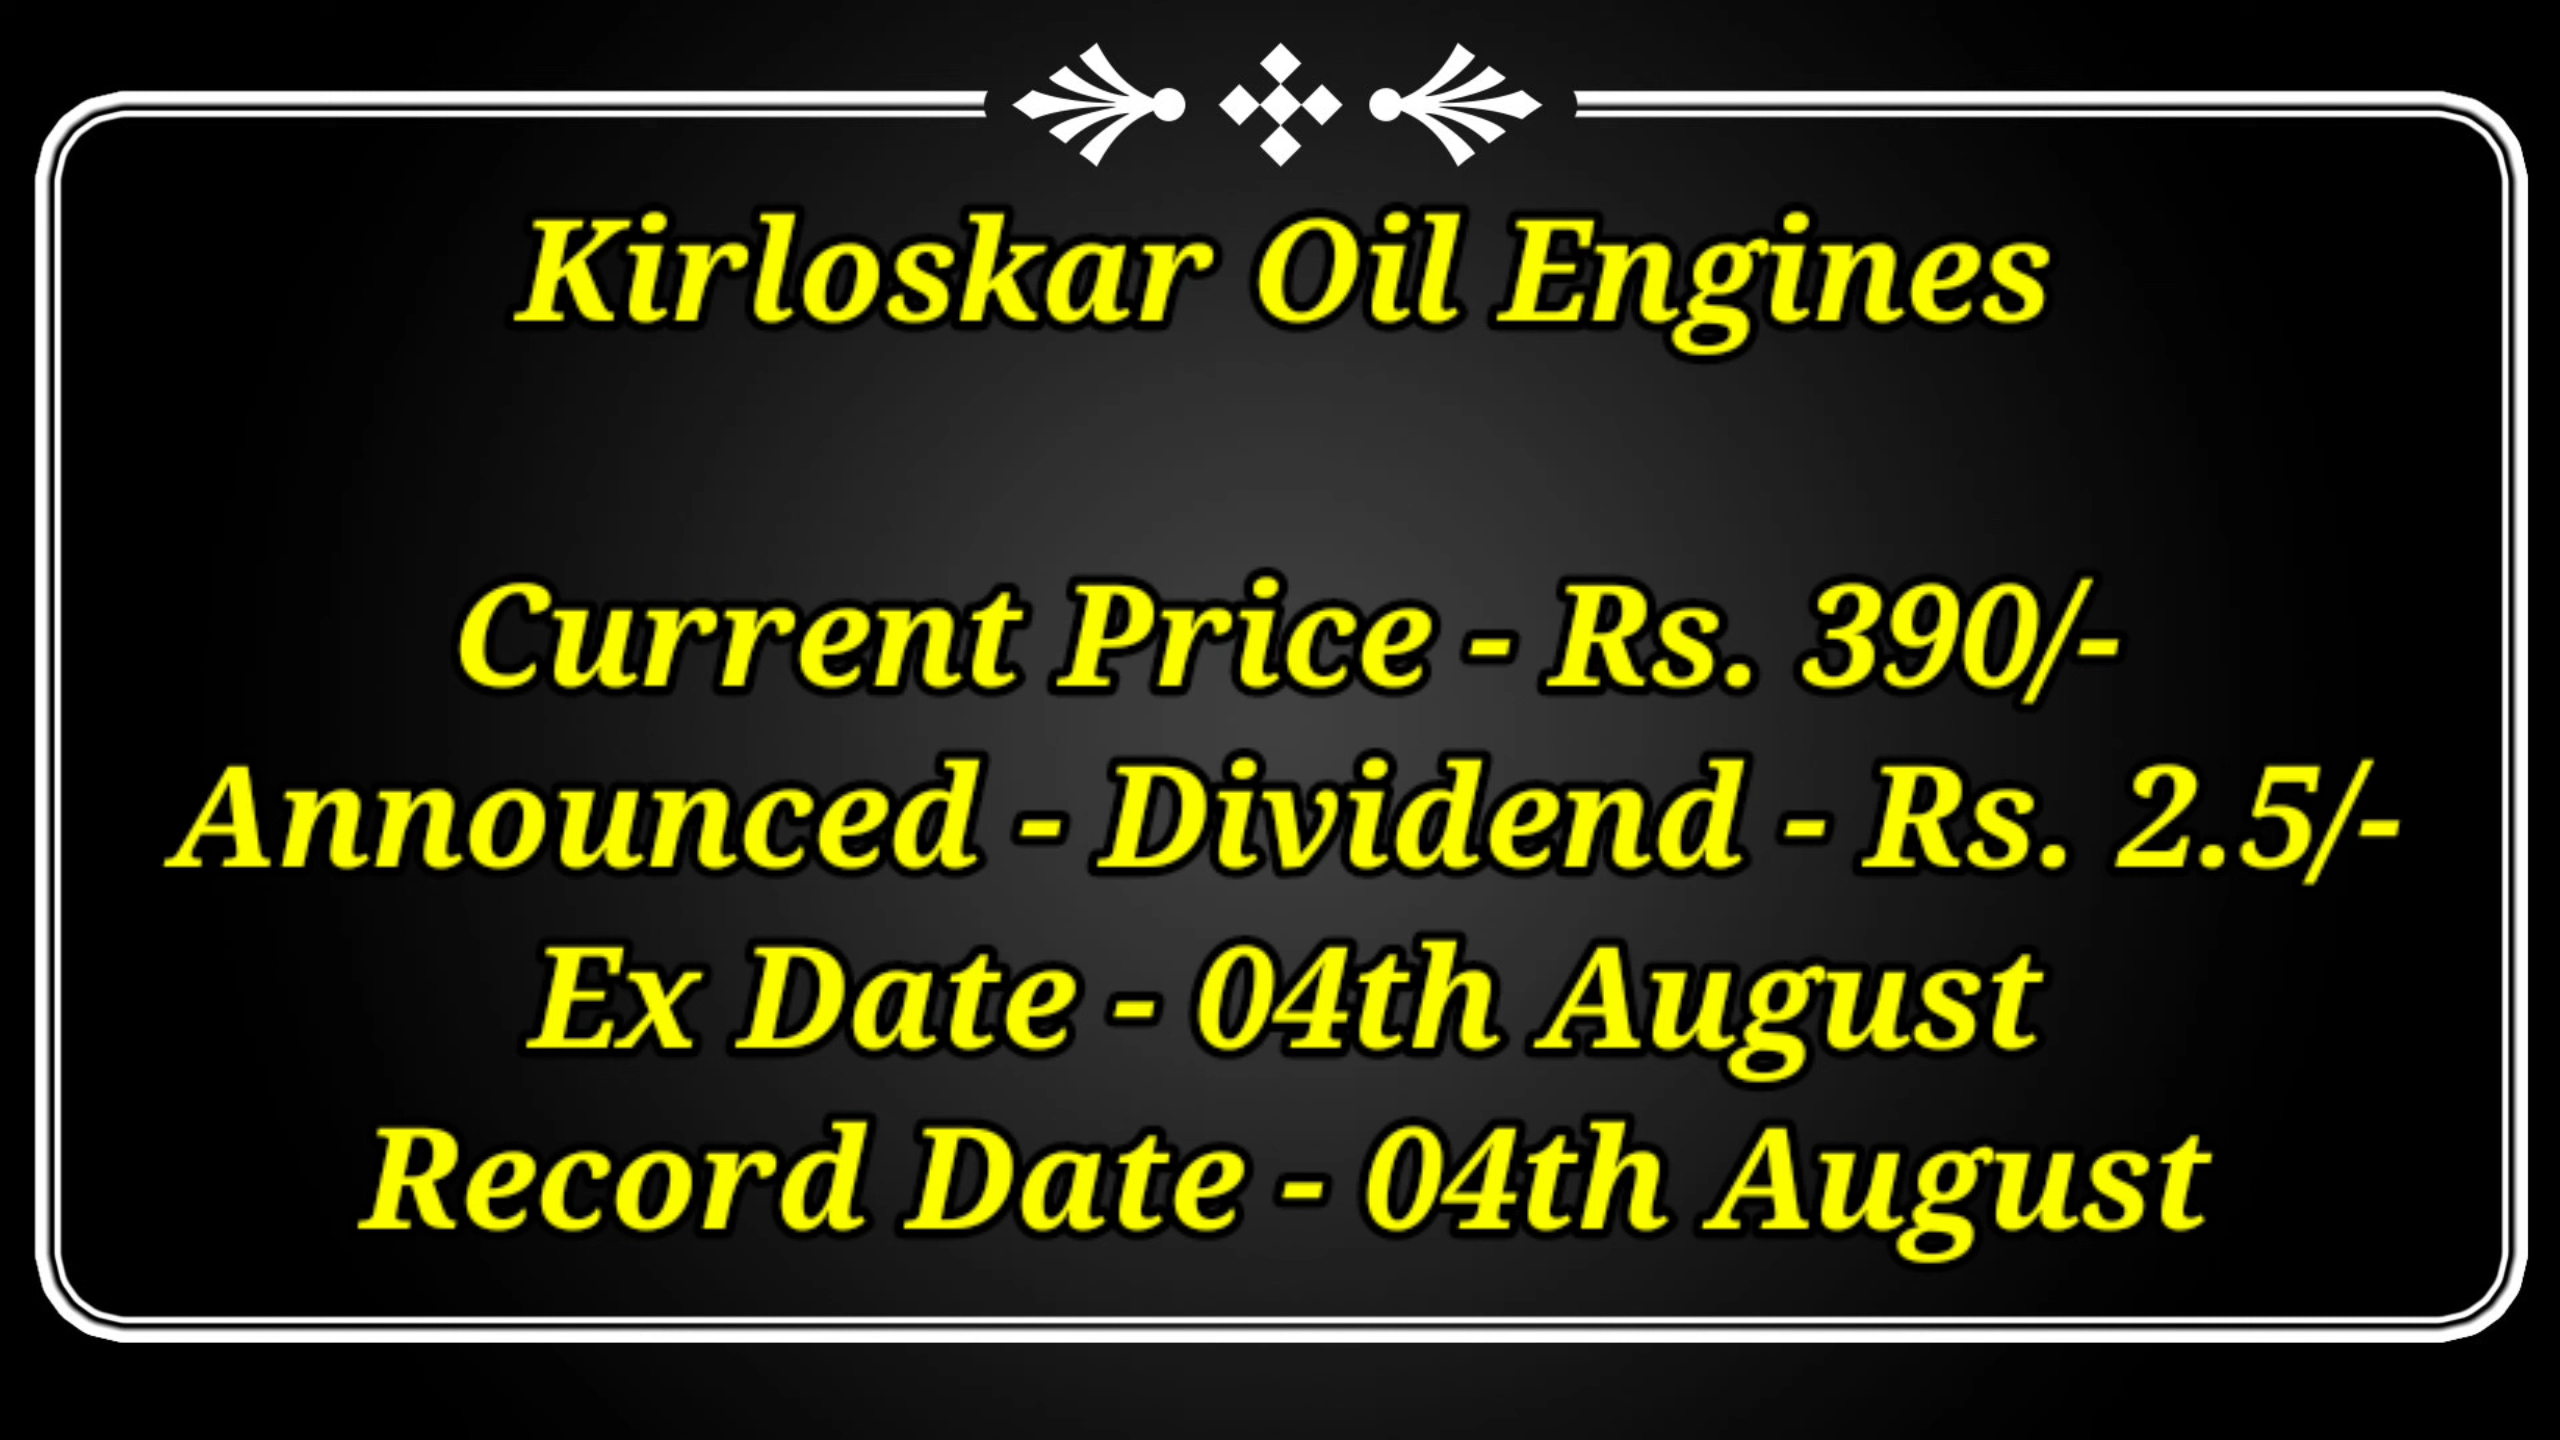 Kirloskar Oil Engines
Current Price - Rs. 390/-
Announced - Dividend - Rs. 2.5/-
Ex Date - 04th August
Record Date - 04th August